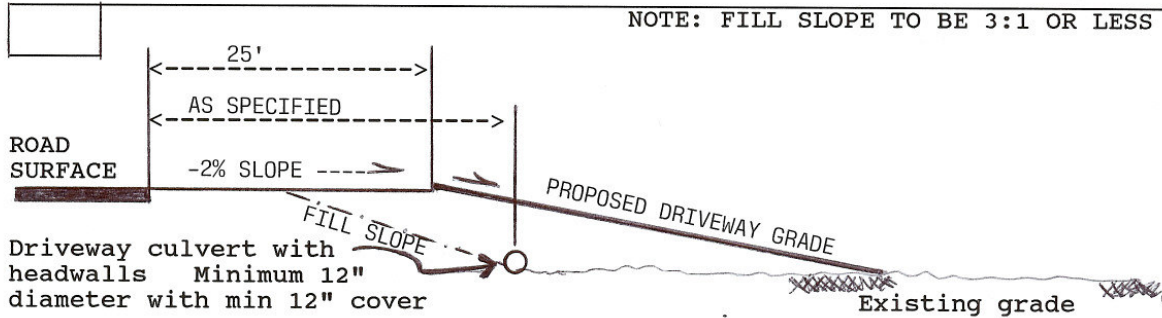 NOTE: FILL SLOPE TO BE 3:1 OR LESS
25'
AS SPECIFIED
ROAD
SURFACE
-2% SLOPE
PROPOSED DRIVEWAY GRADE
FILL SLOPE
Driveway culvert with
headwalls Minimum 12"
diameter with min 12" cover
Existing grade